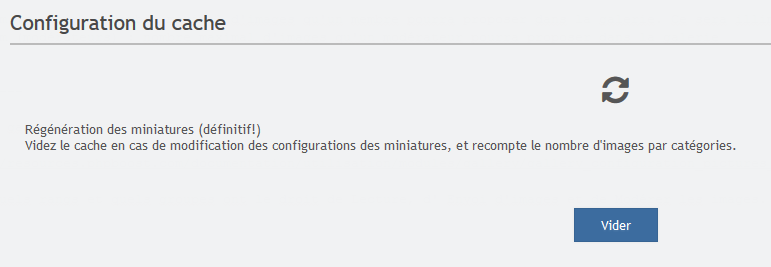 Configuration du cache
Régénération des miniatures (définitif!)
Videz le cache en cas de modification des configurations des miniatures, et recompte le nombre d'images par catégories.
Vider